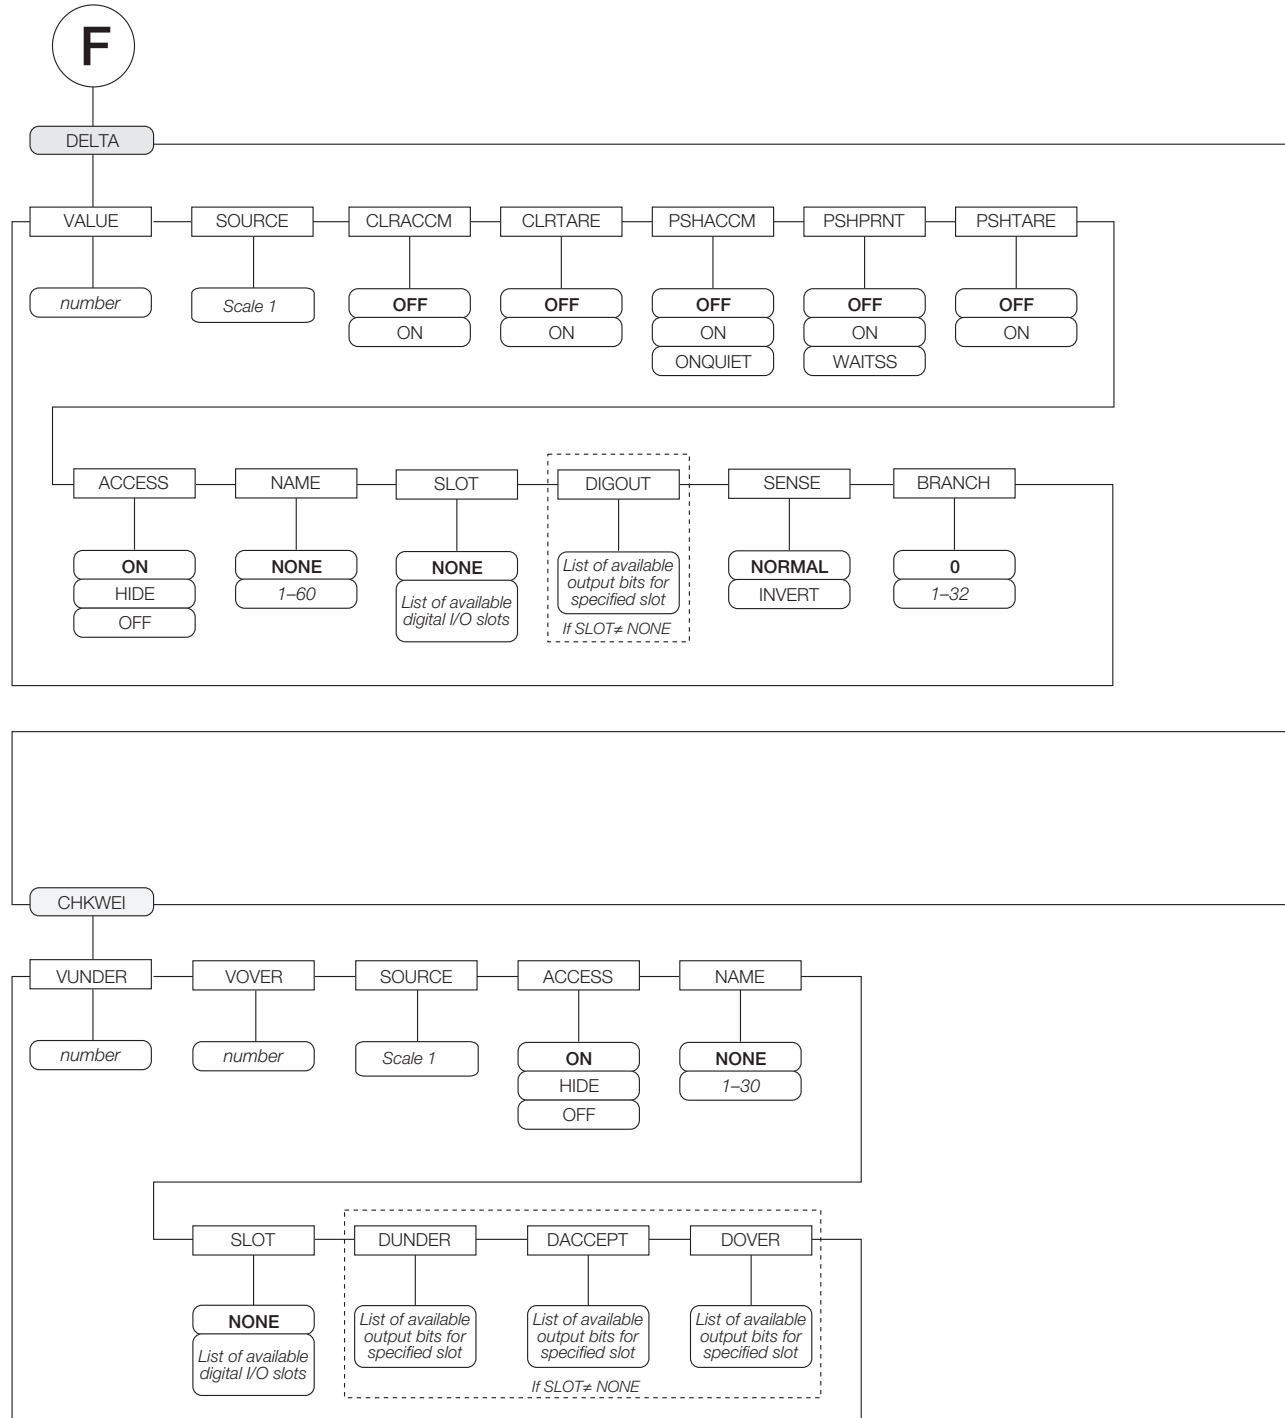 F
DELTA
VALUE SOURCE CLRACCM CLRTARE PSHACCM PSHPRNT PSHTARE
number Scale 1 OFF OFF OFF OFF OFF
ON ON ON ON ON
ONQUIET WAITSS
ACCESS NAME SLOT DIGOUT SENSE BRANCH
ON NONE NONE List of available output bits for specified slot NORMAL 0
HIDE 1–60 List of available digital I/O slots INVERT 1–32
OFF If SLOT≠ NONE
CHKWEI
VUNDER VOVER SOURCE ACCESS NAME
number number Scale 1 ON NONE
HIDE 1–30
OFF
SLOT DUNDER DACCEPT DOVER
NONE List of available List of available List of available
output bits for output bits for output bits for
specified slot specified slot specified slot
List of available
digital I/O slots
If SLOT≠ NONE